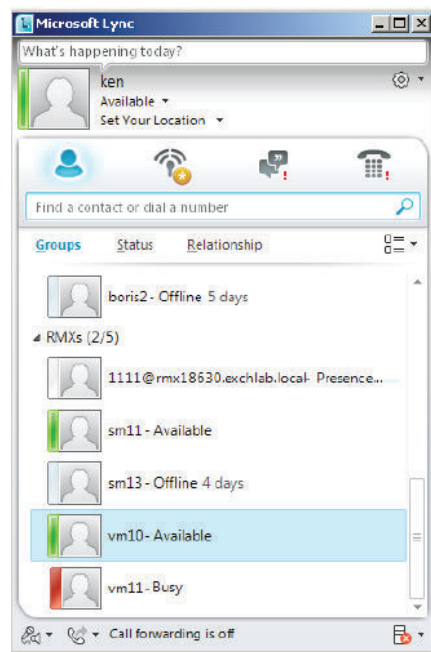 Microsoft Lync
What's happening today?
ken
Available
Set Your Location
Find a contact or dial a number
Groups Status Relationship
boris2 - Offline 5 days
RMXs (2/5)
1111@rmx18630.exchlab.local- Presence...
sm11 - Available
sm13 - Offline 4 days
vm10 - Available
vm11 - Busy
Call forwarding is off